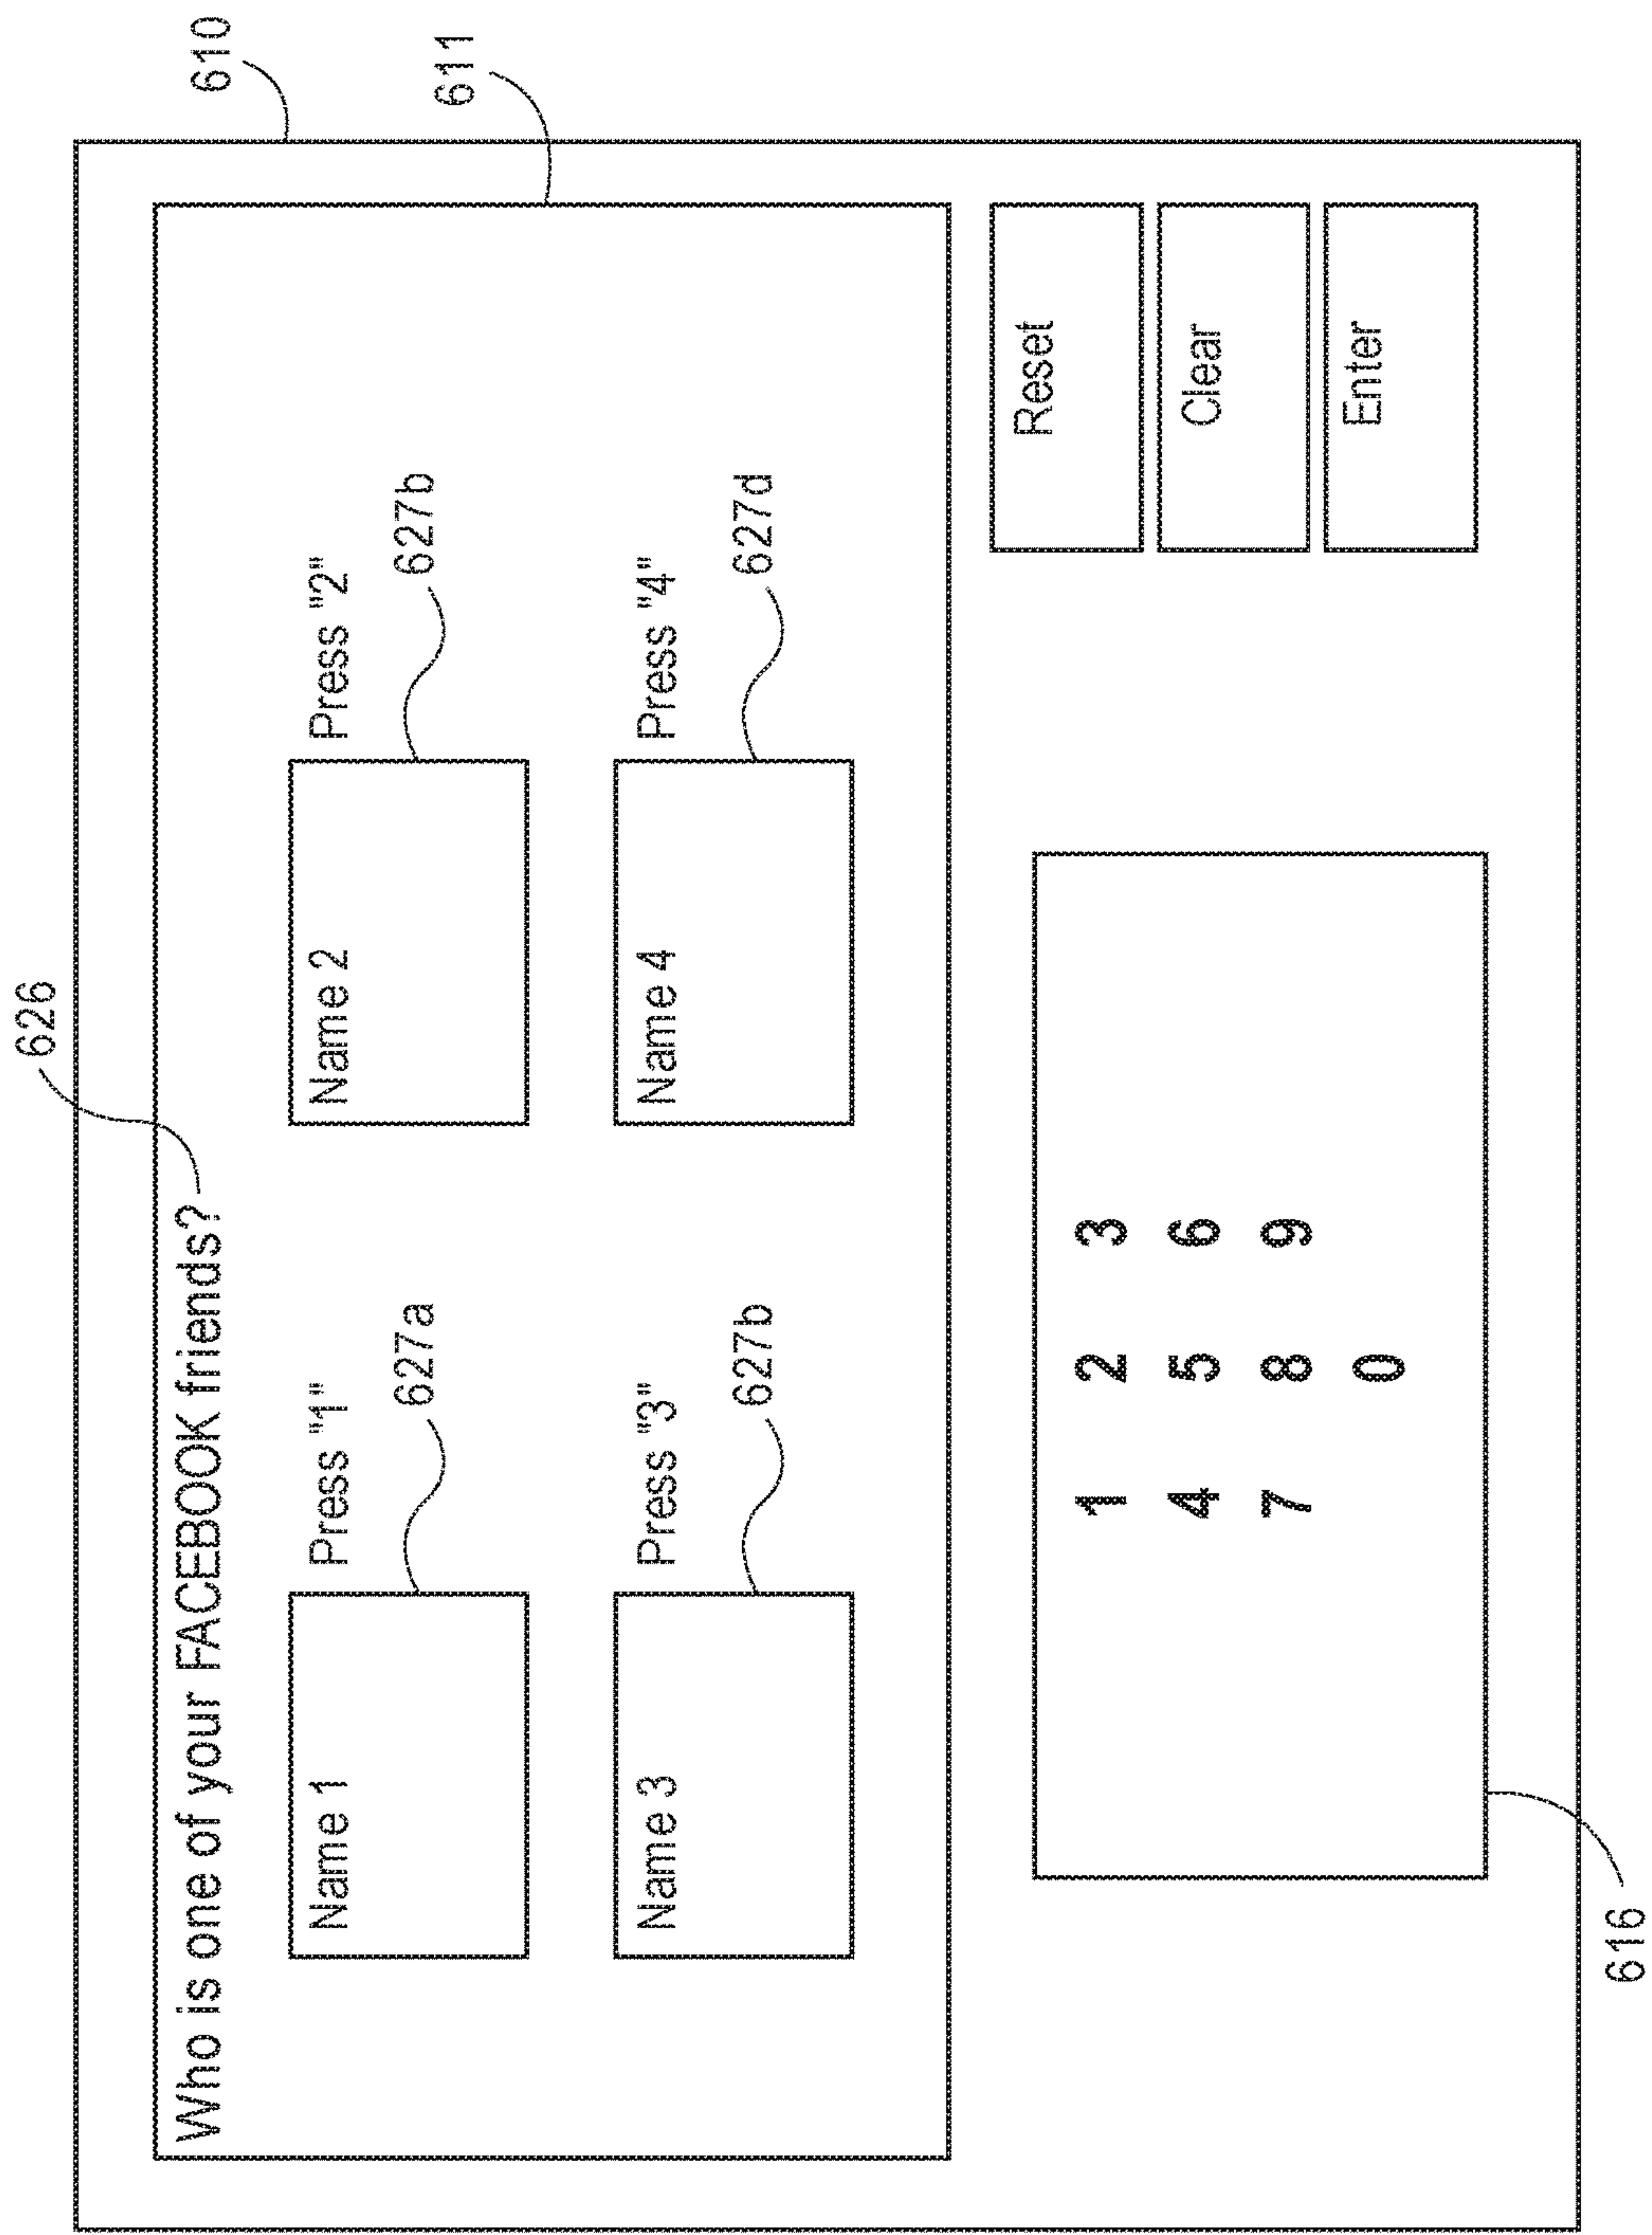 610
611
626
Who is one of your FACEBOOK friends?
Name 1
Press "1"
627a
Name 2
Press "2"
627b
Name 3
Press "3"
627b
Name 4
Press "4"
627d
1 2 3
4 5 6
7 8 9
0
616
Reset
Clear
Enter